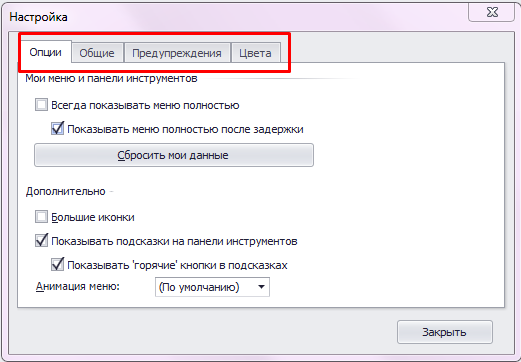 Настройка
Опции Общие Предупреждения Цвета
Мои меню и панели инструментов
Всегда показывать меню полностью
Показывать меню полностью после задержки
Сбросить мои данные
Дополнительно
Большие иконки
Показывать подсказки на панели инструментов
Показывать 'горячие' кнопки в подсказках
Анимация меню: (По умолчанию)
Закрыть